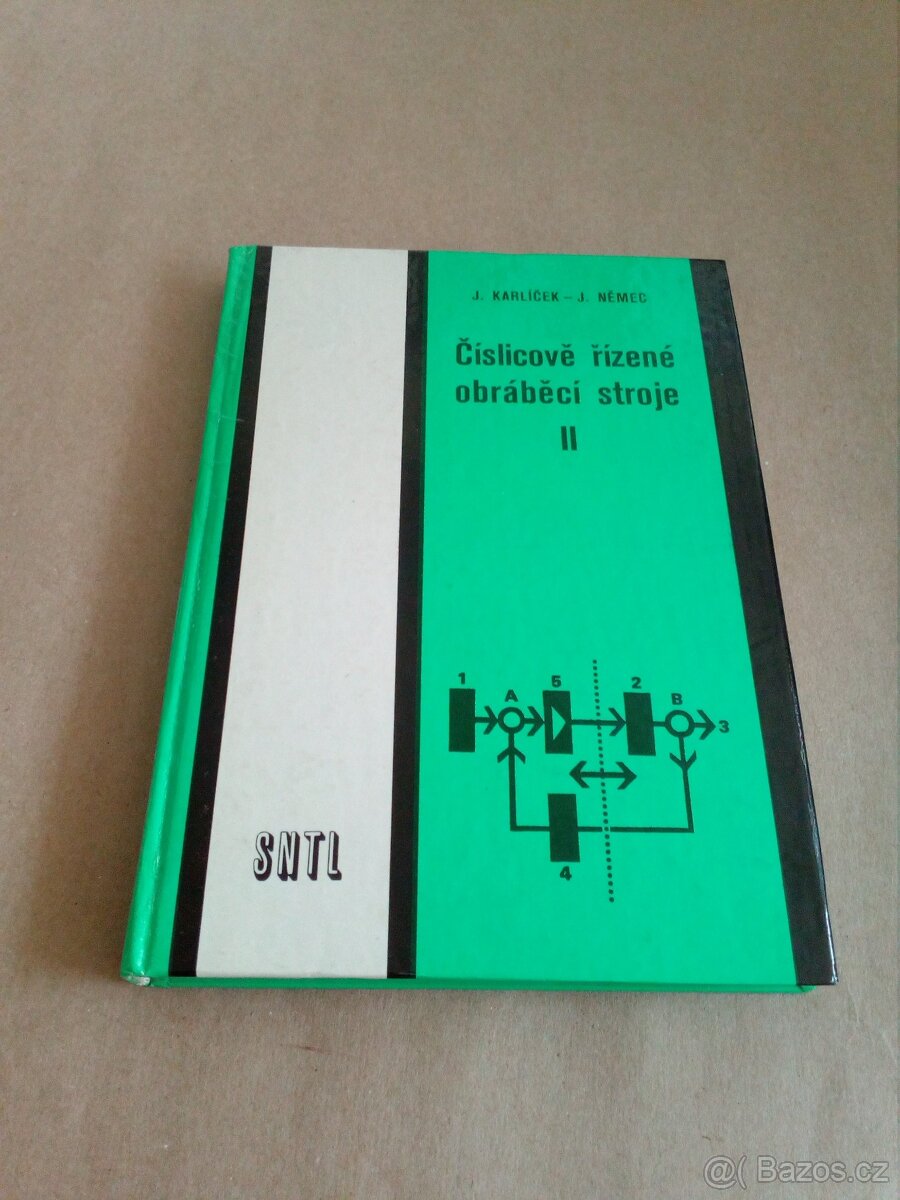 J. KARLÍČEK – J. NĚMEC
Číslicově řízené
obráběcí stroje
II
1
A
5
2
B
3
4
SNTL
@( Bazos.cz